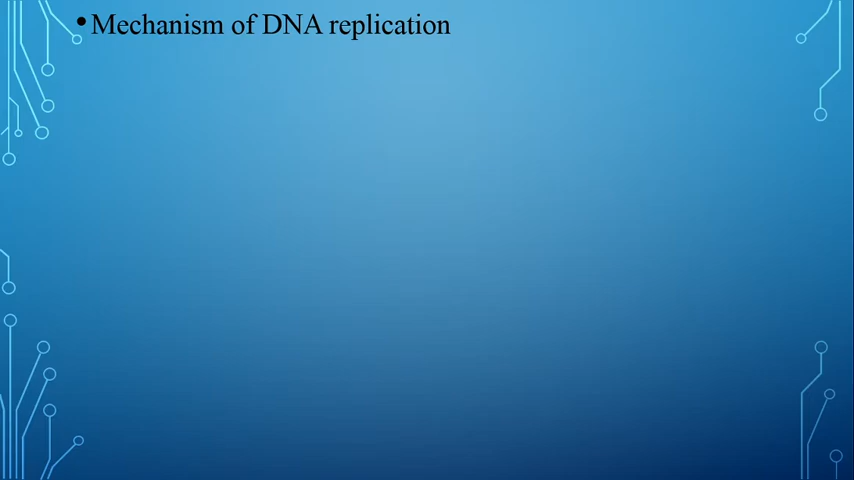 • Mechanism of DNA replication